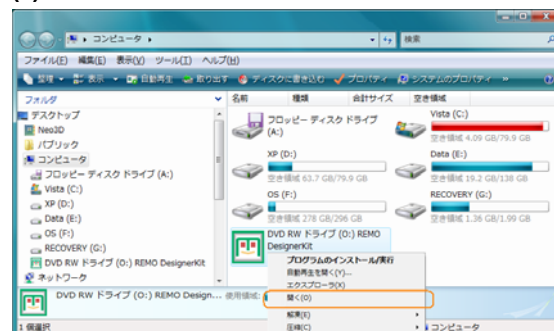 コンピュータ
検索
ファイル(F) 編集(E) 表示(V) ツール(T) ヘルプ(H)
整理 表示 自動再生 取り出す ディスクに書き込む プロパティ システムのプロパティ »
フォルダ
名前 種類 合計サイズ 空き領域
デスクトップ
Neo3D
パブリック
コンピュータ
フロッピー ディスク ドライブ (A:)
Vista (C:)
XP (D:)
Data (E:)
OS (F:)
RECOVERY (G:)
DVD RW ドライブ (O:) REMO DesignerKit
ネットワーク
フロッピー ディスク ドライブ (A:)
Vista (C:)
空き領域 4.09 GB/79.9 GB
XP (D:)
空き領域 63.7 GB/79.9 GB
Data (E:)
空き領域 19.2 GB/138 GB
OS (F:)
空き領域 278 GB/296 GB
RECOVERY (G:)
空き領域 1.36 GB/1.99 GB
DVD RW ドライブ (O:) REMO DesignerKit
プログラムのインストール/実行
自動再生を開く(Y)...
エクスプローラ(X)
開く(O)
解凍(E)
圧縮(C)
DVD RW ドライブ (O:) REMO Design... 使用領域:
1 個選択
コンピュータ